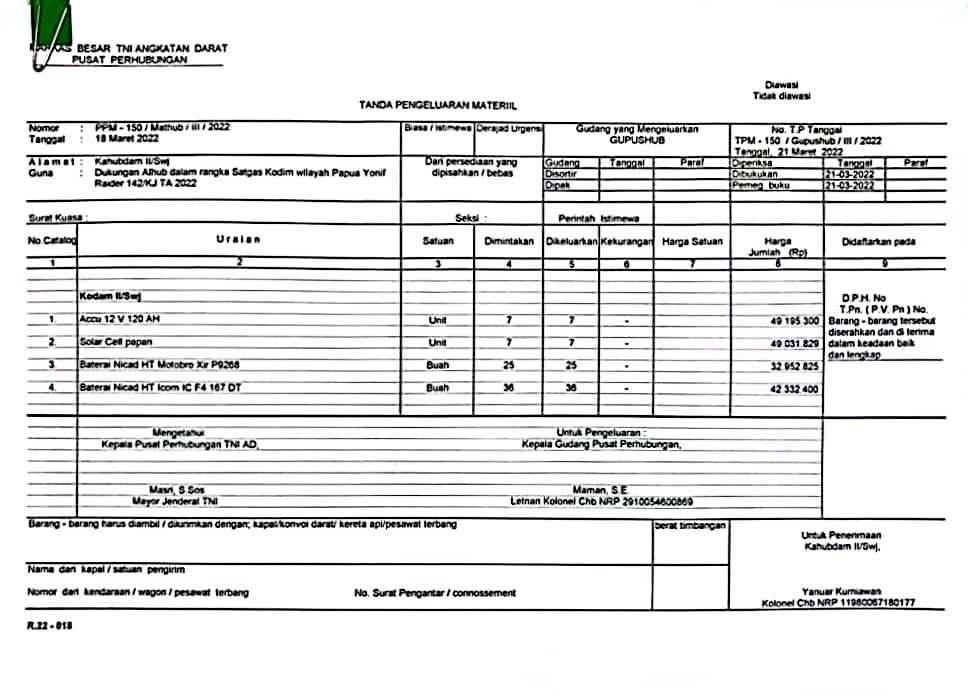 BESAR TNI ANGKATAN DARAT
PUSAT PERHUBUNGAN
Diawasi
Tidak diawasi
TANDA PENGELUARAN MATERIIL
Nomor : PPM - 150 / Mathub / III / 2022
Tanggal : 18 Maret 2022
Biasa / Istimewa Derajad Urgensi
Gudang yang Mengeluarkan
GUPUSHUB
No. T.P Tanggal
TPM - 150 / Gupushub / III / 2022
Tanggal, 21 Maret 2022
Alamat : Kahubdam II/Swj
Guna : Dukungan Alhub dalam rangka Satgas Kodim wilayah Papua Yonif
Raider 142/KJ TA 2022
Dari persediaan yang
dipisahkan / bebas
Gudang Tanggal Paraf
Disortir
Dipak
Diperiksa Tanggal Paraf
Dibukukan 21-03-2022
Pemeg buku 21-03-2022
Surat Kuasa : Seksi : Perintah Istimewa
No.Catalog Uraian Satuan Dimintakan Dikeluarkan Kekurangan Harga Satuan Harga Jumlah (Rp) Didaftarkan pada
1 2 3 4 5 6 7 8 9
Kodam II/Swj
1. Accu 12 V 120 AH Unit 7 7 - 49 195 300
2. Solar Cell papan Unit 7 7 - 49 031 829
3. Baterai Nicad HT Motobro Xir P9268 Buah 25 25 - 32 952 825
4. Baterai Nicad HT Icom IC F4 167 DT Buah 36 36 - 42 332 400
D.P.H. No
T.Pn. ( P.V. Pn ) No.
Barang - barang tersebut
diserahkan dan di terima
dalam keadaan baik
dan lengkap
Mengetahui
Kepala Pusat Perhubungan TNI AD,
Untuk Pengeluaran :
Kepala Gudang Pusat Perhubungan,
Masri, S Sos
Mayor Jenderal TNI
Maman, S.E
Letnan Kolonel Chb NRP 2910054600869
Barang - barang harus diambil / dikirimkan dengan; kapal/konvoi darat/ kereta api/pesawat terbang
berat timbangan
Untuk Penerimaan
Kahubdam II/Swj,
Nama dari kapal / satuan pengirim
Nomor dari kendaraan / wagon / pesawat terbang
No. Surat Pengantar / connossement
Yanuar Kurniawan
Kolonel Chb NRP 11960067180177
R.22 - 018